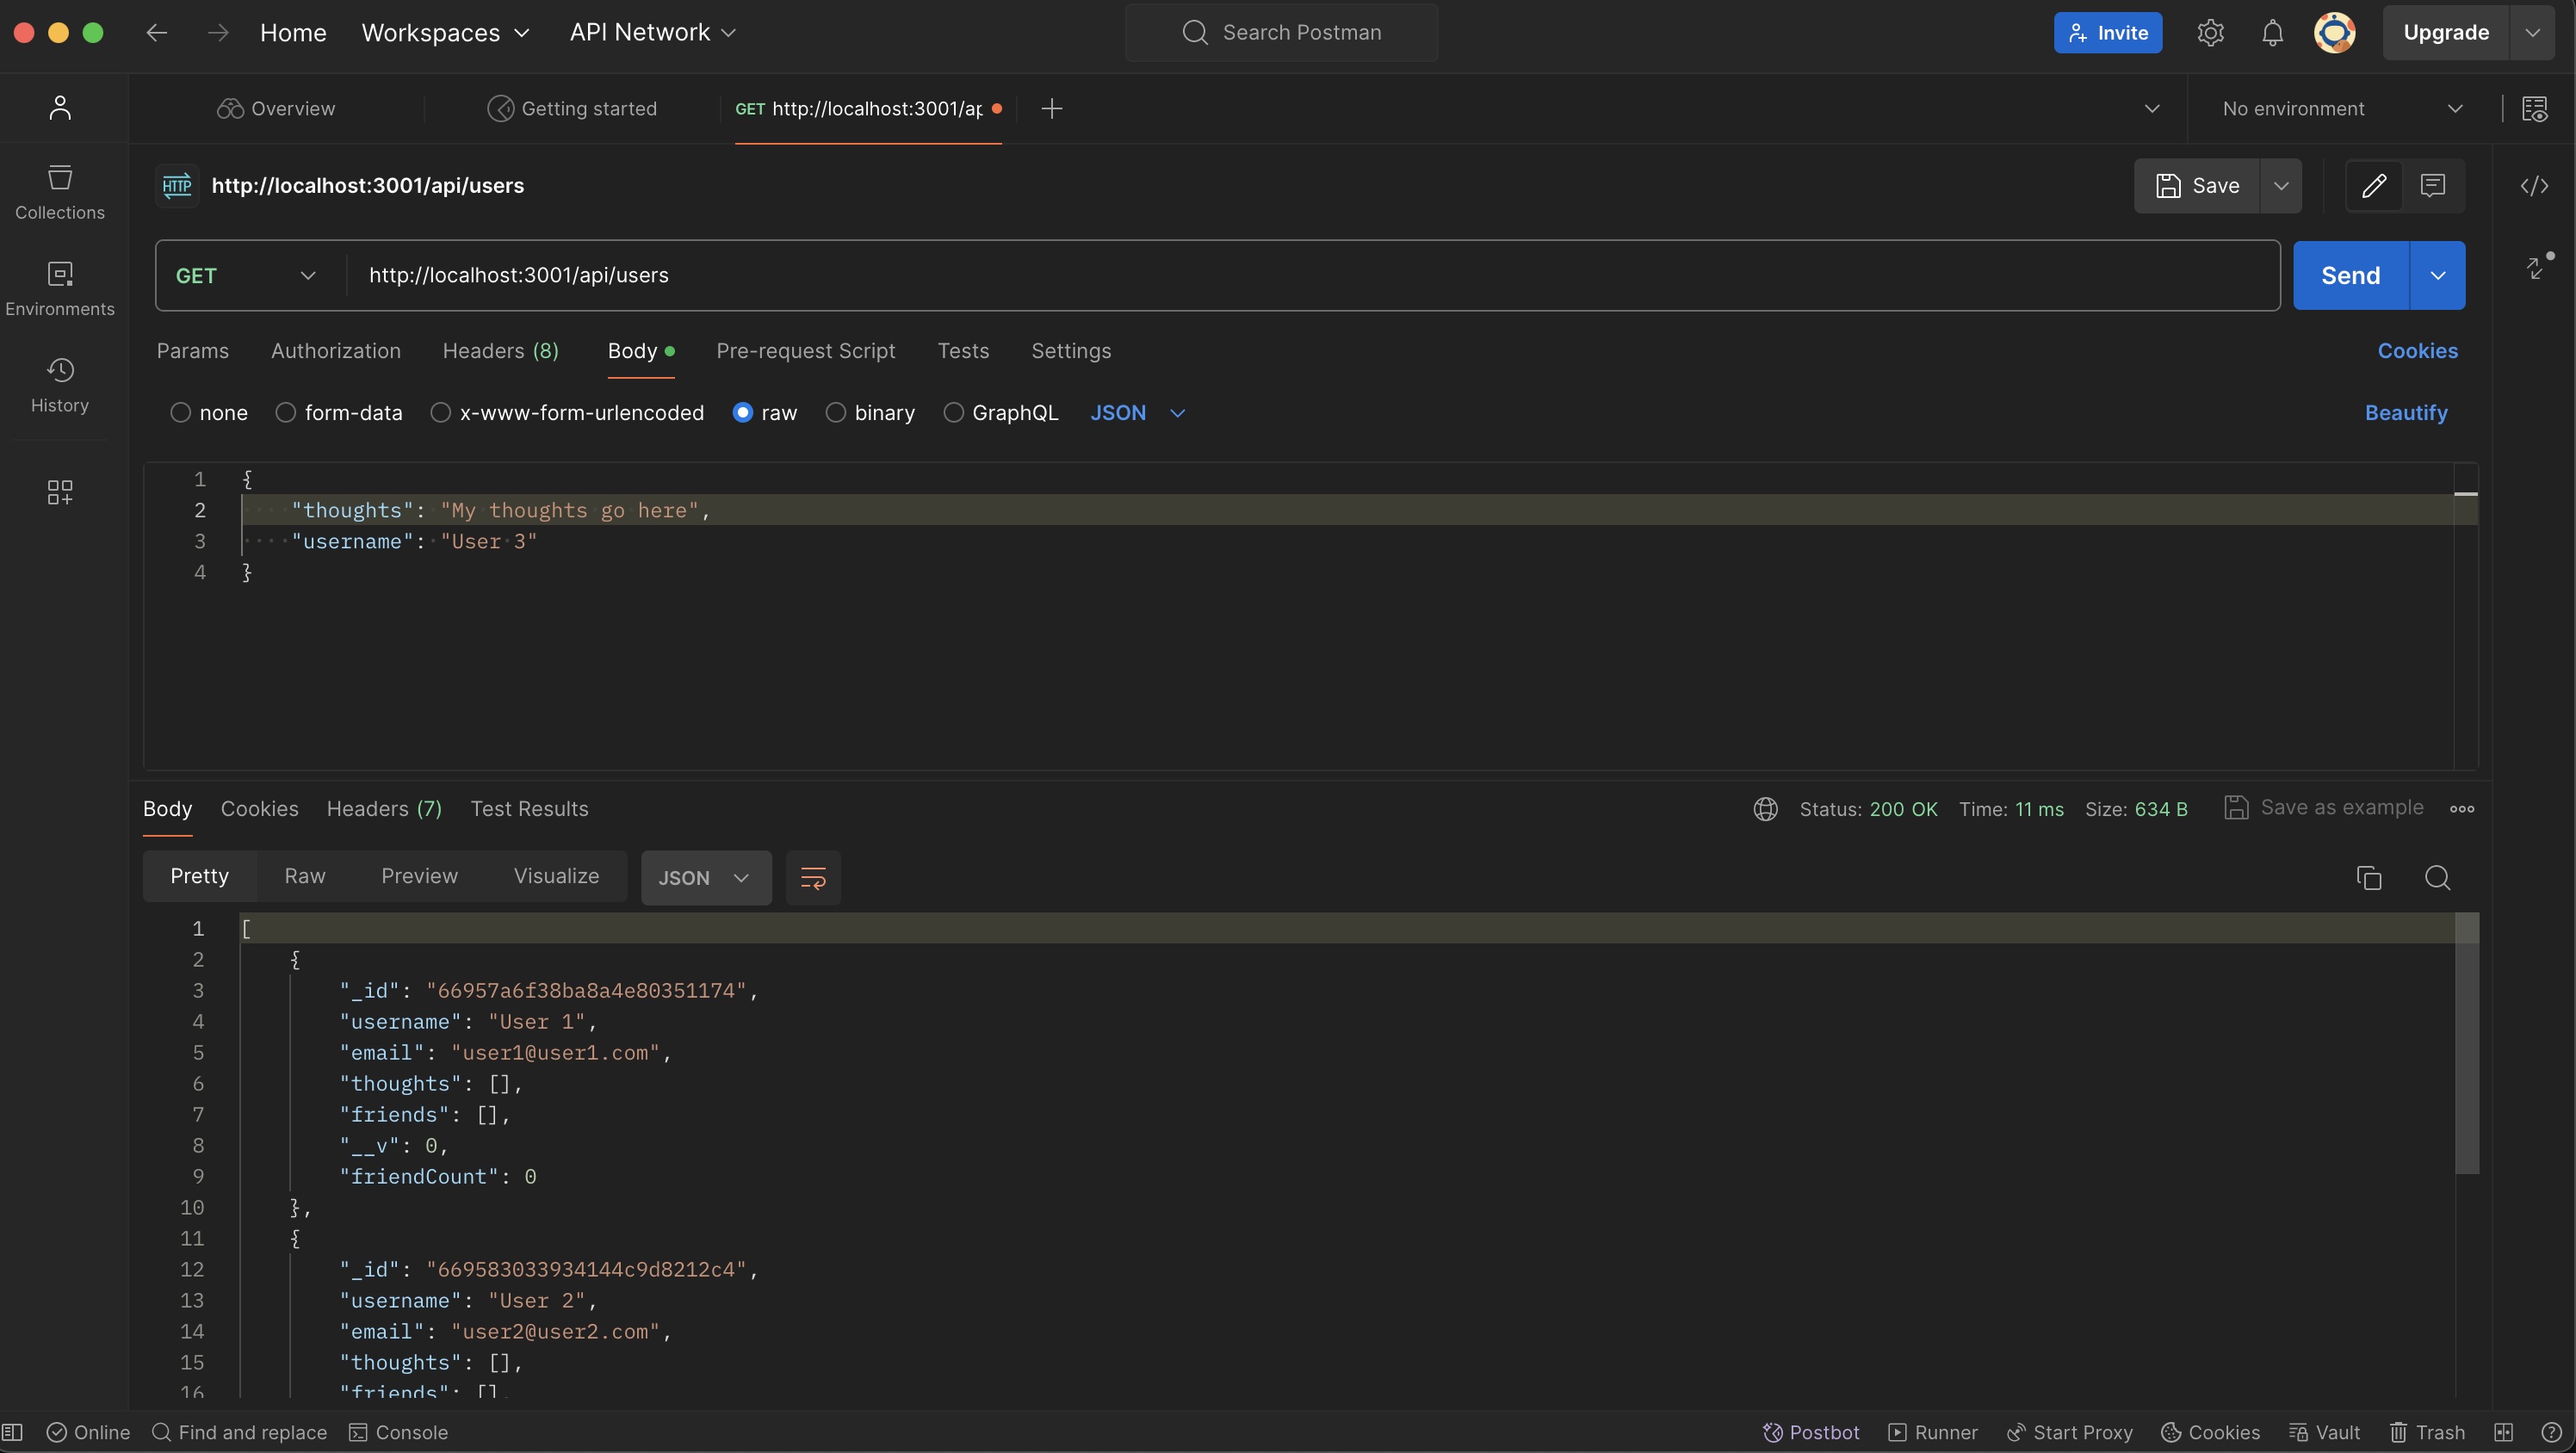 Home Workspaces API Network Search Postman Invite Upgrade
Overview Getting started GET http://localhost:3001/ap No environment
HTTP http://localhost:3001/api/users Save
Collections
GET http://localhost:3001/api/users Send
Environments
Params Authorization Headers (8) Body Pre-request Script Tests Settings Cookies
History
none form-data x-www-form-urlencoded raw binary GraphQL JSON Beautify
1 {
2 "thoughts": "My thoughts go here",
3 "username": "User 3"
4 }
Body Cookies Headers (7) Test Results Status: 200 OK Time: 11 ms Size: 634 B Save as example
Pretty Raw Preview Visualize JSON
1 [
2 {
3 "_id": "66957a6f38ba8a4e80351174",
4 "username": "User 1",
5 "email": "user1@user1.com",
6 "thoughts": [],
7 "friends": [],
8 "__v": 0,
9 "friendCount": 0
10 },
11 {
12 "_id": "669583033934144c9d8212c4",
13 "username": "User 2",
14 "email": "user2@user2.com",
15 "thoughts": [],
16 "friends": [],
Online Find and replace Console Postbot Runner Start Proxy Cookies Vault Trash